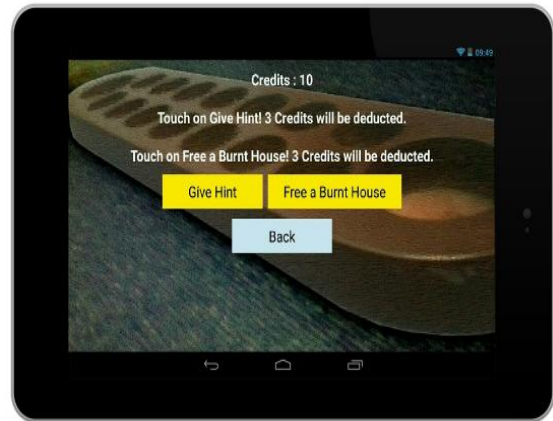 09:49
Credits : 10
Touch on Give Hint! 3 Credits will be deducted.
Touch on Free a Burnt House! 3 Credits will be deducted.
Give Hint Free a Burnt House
Back